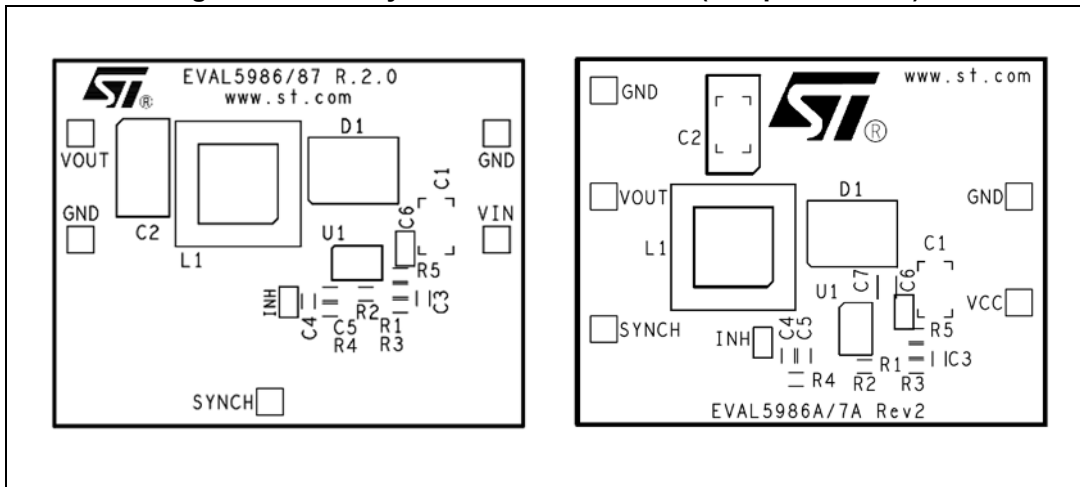 EVAL5986/87 R.2.0
www.st.com
ST®
VOUT
GND
C2
L1
D1
GND
C1
VIN
C6
U1
R5
INH
C4
C5
R4
R2
R1
R3
C3
SYNCH
GND
www.st.com
ST®
C2
VOUT
L1
D1
GND
C1
C7
C6
U1
VCC
SYNCH
INH
C4
C5
R5
R4
R1
R2
R3
C3
EVAL5986A/7A Rev2